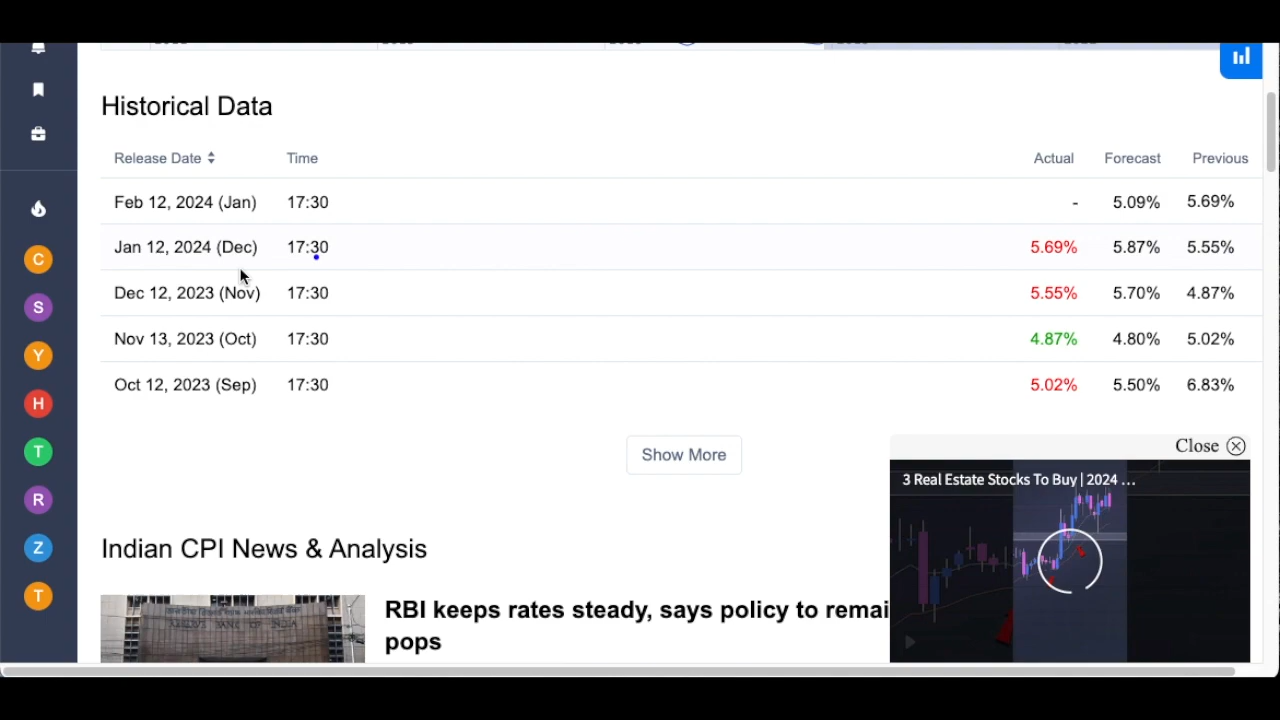 Historical Data
Release Date Time Actual Forecast Previous
Feb 12, 2024 (Jan) 17:30 - 5.09% 5.69%
Jan 12, 2024 (Dec) 17:30 5.69% 5.87% 5.55%
Dec 12, 2023 (Nov) 17:30 5.55% 5.70% 4.87%
Nov 13, 2023 (Oct) 17:30 4.87% 4.80% 5.02%
Oct 12, 2023 (Sep) 17:30 5.02% 5.50% 6.83%
Show More
Close
3 Real Estate Stocks To Buy | 2024 ...
Indian CPI News & Analysis
RBI keeps rates steady, says policy to remai
pops
C
S
Y
H
T
R
Z
T